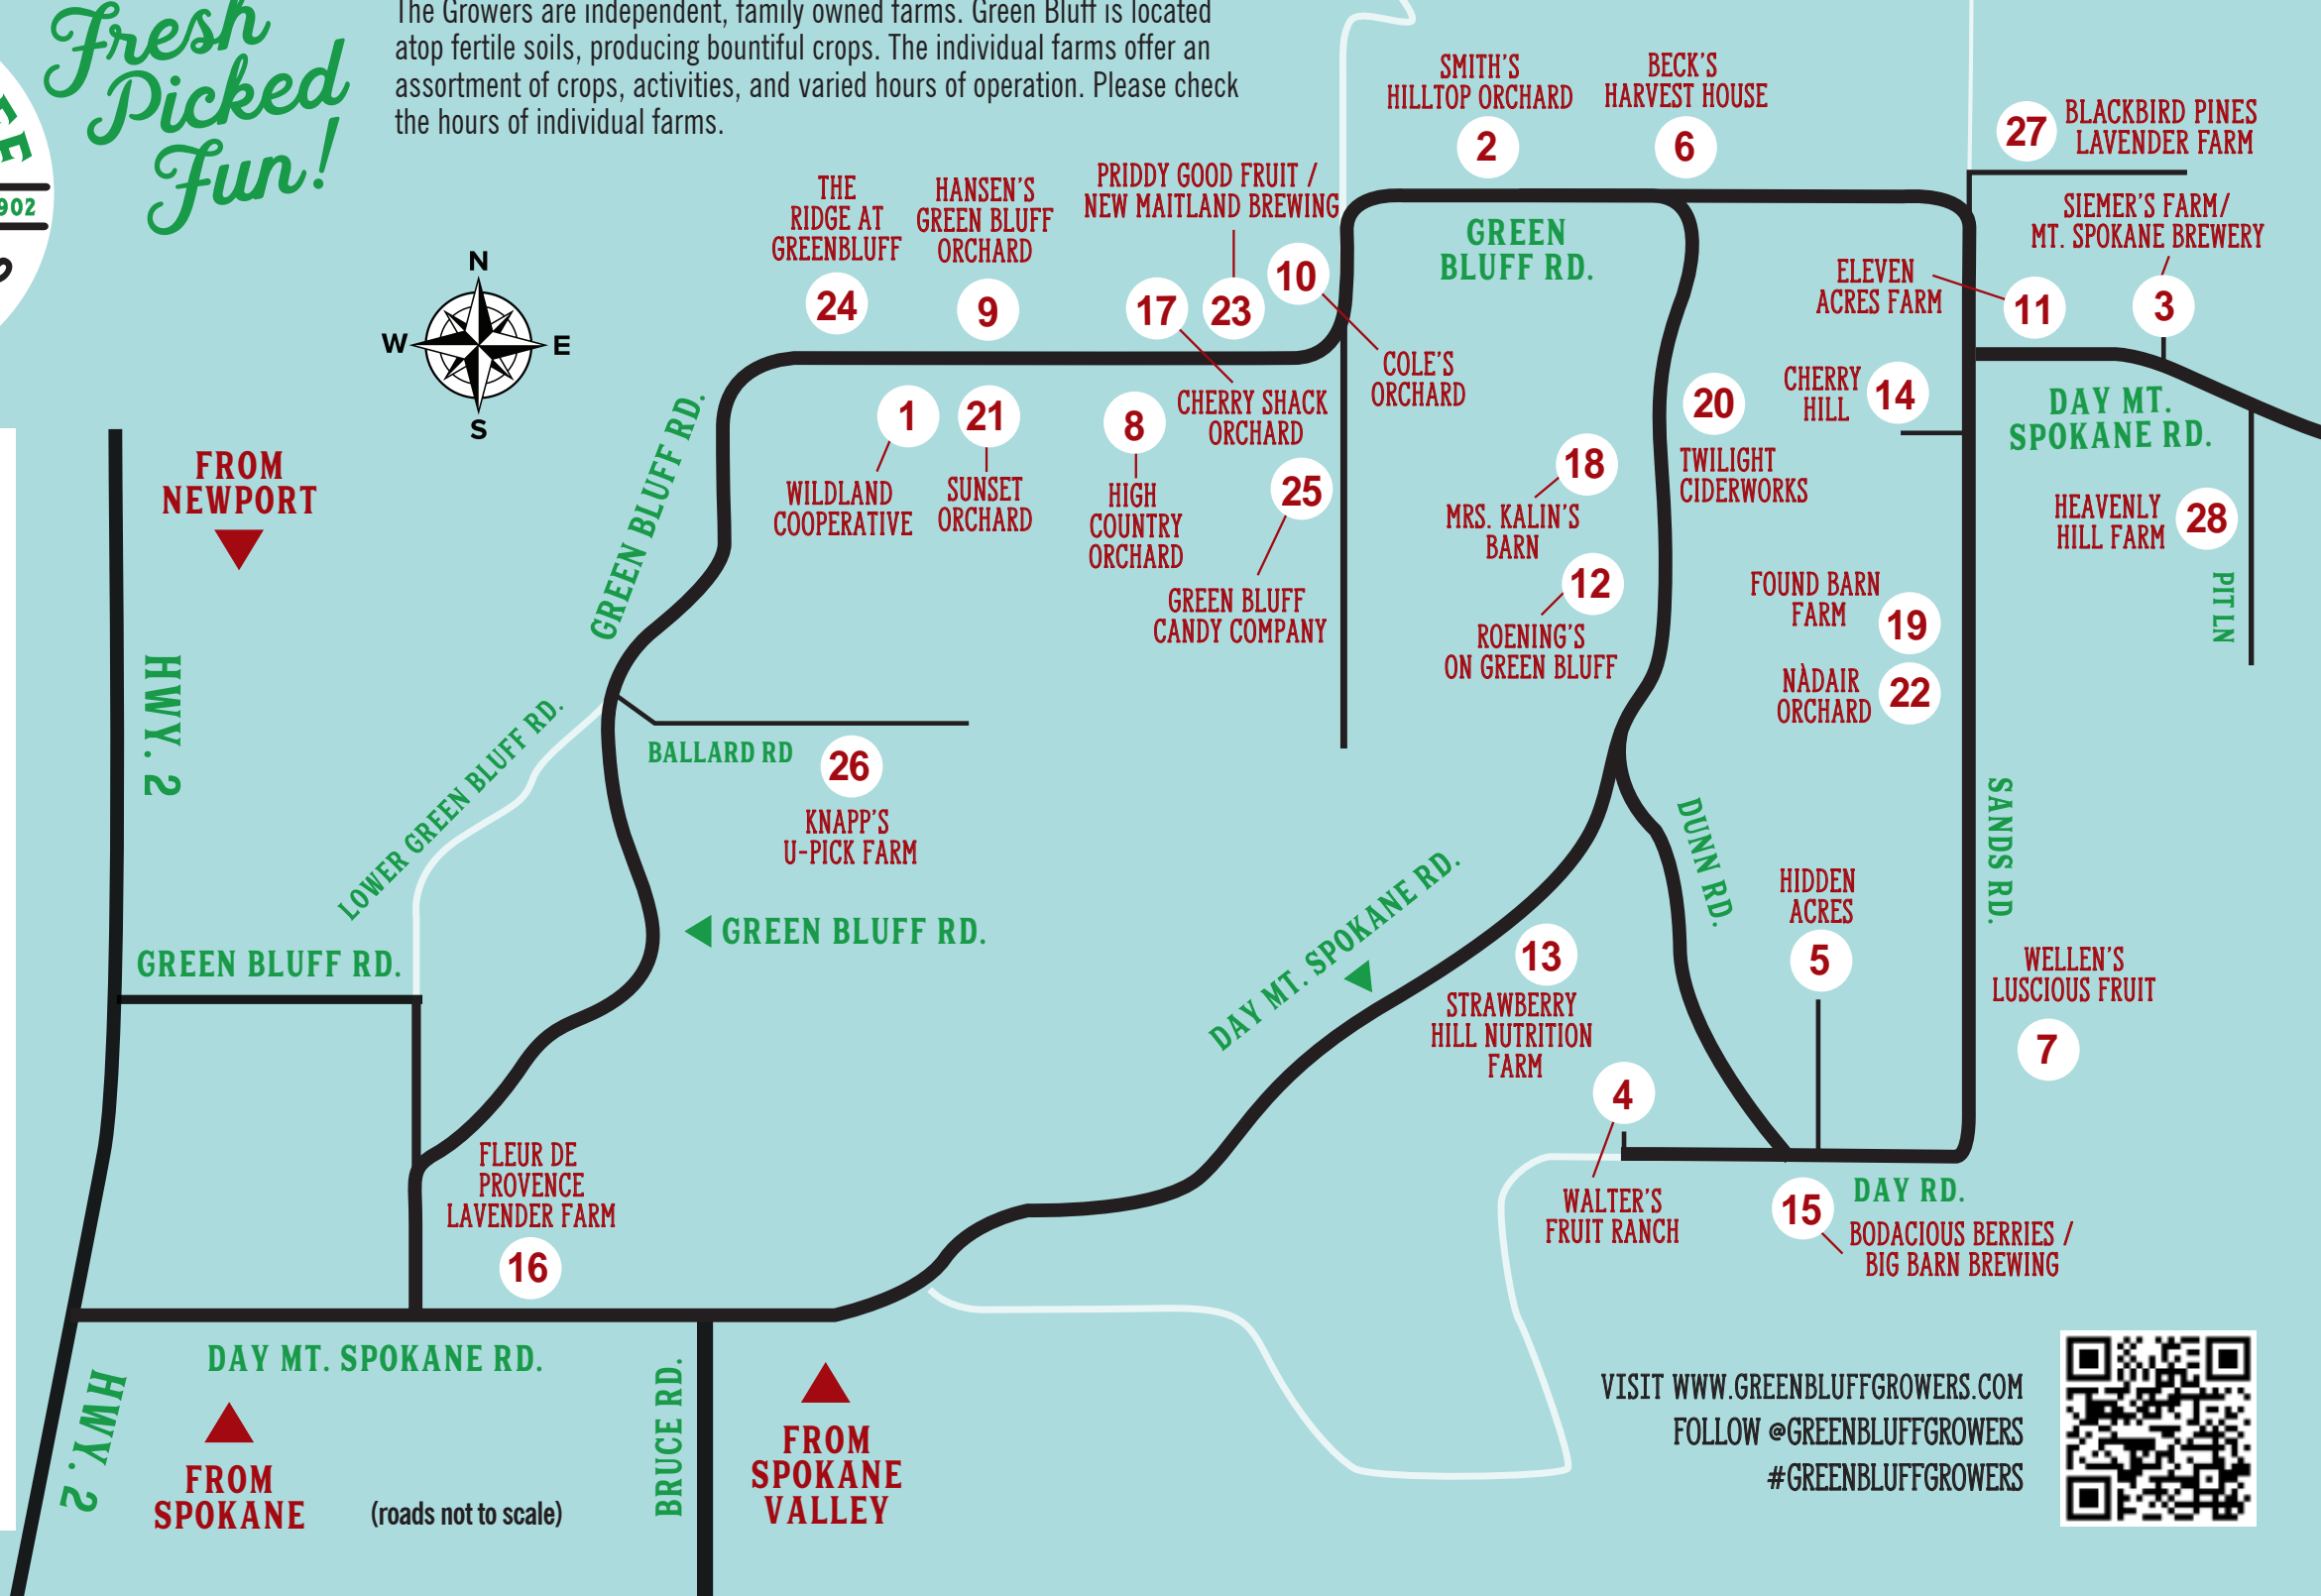 Fresh
Picked
Fun!
902
The Growers are independent, family owned farms. Green Bluff is located
atop fertile soils, producing bountiful crops. The individual farms offer an
assortment of crops, activities, and varied hours of operation. Please check
the hours of individual farms.
N
W
E
S
SMITH'S
HILLTOP ORCHARD
2
BECK'S
HARVEST HOUSE
6
27
BLACKBIRD PINES
LAVENDER FARM
THE
RIDGE AT
GREENBLUFF
24
HANSEN'S
GREEN BLUFF
ORCHARD
9
PRIDDY GOOD FRUIT /
NEW MAITLAND BREWING
17
23
10
GREEN
BLUFF RD.
SIEMER'S FARM/
MT. SPOKANE BREWERY
ELEVEN
ACRES FARM
11
3
COLE'S
ORCHARD
CHERRY SHACK
ORCHARD
CHERRY
HILL
14
DAY MT.
SPOKANE RD.
1
WILDLAND
COOPERATIVE
21
SUNSET
ORCHARD
8
HIGH
COUNTRY
ORCHARD
25
GREEN BLUFF
CANDY COMPANY
18
MRS. KALIN'S
BARN
20
TWILIGHT
CIDERWORKS
12
ROENING'S
ON GREEN BLUFF
HEAVENLY
HILL FARM
28
PIT LN
FOUND BARN
FARM
19
NÀDAIR
ORCHARD
22
FROM
NEWPORT
HWY. 2
GREEN BLUFF RD.
LOWER GREEN BLUFF RD.
BALLARD RD
26
KNAPP'S
U-PICK FARM
GREEN BLUFF RD.
GREEN BLUFF RD.
DAY MT. SPOKANE RD.
DUNN RD.
SANDS RD.
HIDDEN
ACRES
5
13
STRAWBERRY
HILL NUTRITION
FARM
WELLEN'S
LUSCIOUS FRUIT
7
4
WALTER'S
FRUIT RANCH
15
DAY RD.
BODACIOUS BERRIES /
BIG BARN BREWING
FLEUR DE
PROVENCE
LAVENDER FARM
16
DAY MT. SPOKANE RD.
HWY. 2
FROM
SPOKANE
(roads not to scale)
BRUCE RD.
FROM
SPOKANE
VALLEY
VISIT WWW.GREENBLUFFGROWERS.COM
FOLLOW @GREENBLUFFGROWERS
#GREENBLUFFGROWERS